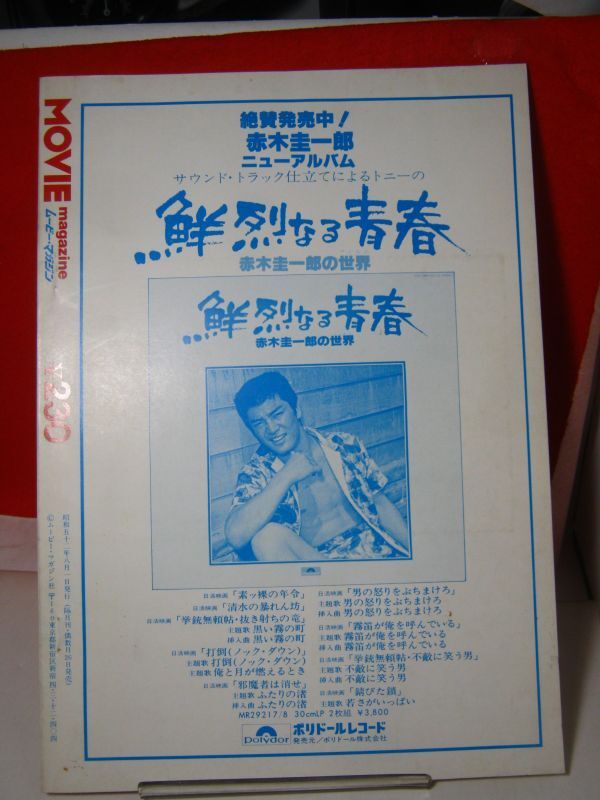 MOVIE magazine
ムービー・マガジン
¥230
©ムービー・マガジン社
絶賛発売中！
赤木圭一郎
ニューアルバム
サウンド・トラック仕立てによるトニーの
鮮烈なる青春
赤木圭一郎の世界
鮮烈なる青春
赤木圭一郎の世界
日活映画「素ッ裸の年令」
日活映画「清水の暴れん坊」
日活映画「拳銃無頼帖・抜き射ちの竜」
主題歌 黒い霧の町
挿入曲 黒い霧の町
日活映画「打倒(ノック・ダウン)」
主題歌 打倒(ノック・ダウン)
挿入歌 俺と月が燃えるとき
日活映画「邪魔者は消せ」
主題歌 ふたりの渚
挿入曲 ふたりの渚
日活映画「男の怒りをぶちまけろ」
主題歌 男の怒りをぶちまけろ
挿入曲 男の怒りをぶちまけろ
日活映画「霧笛が俺を呼んでいる」
主題歌 霧笛が俺を呼んでいる
挿入曲 霧笛が俺を呼んでいる
日活映画「拳銃無頼帖・不敵に笑う男」
主題歌 不敵に笑う男
挿入曲 不敵に笑う男
日活映画「錆びた鎖」
主題歌 若さがいっぱい
MR29217/8 30cmLP 2枚組 ¥3,800
Polydor ポリドールレコード
発売元／ポリドール株式会社